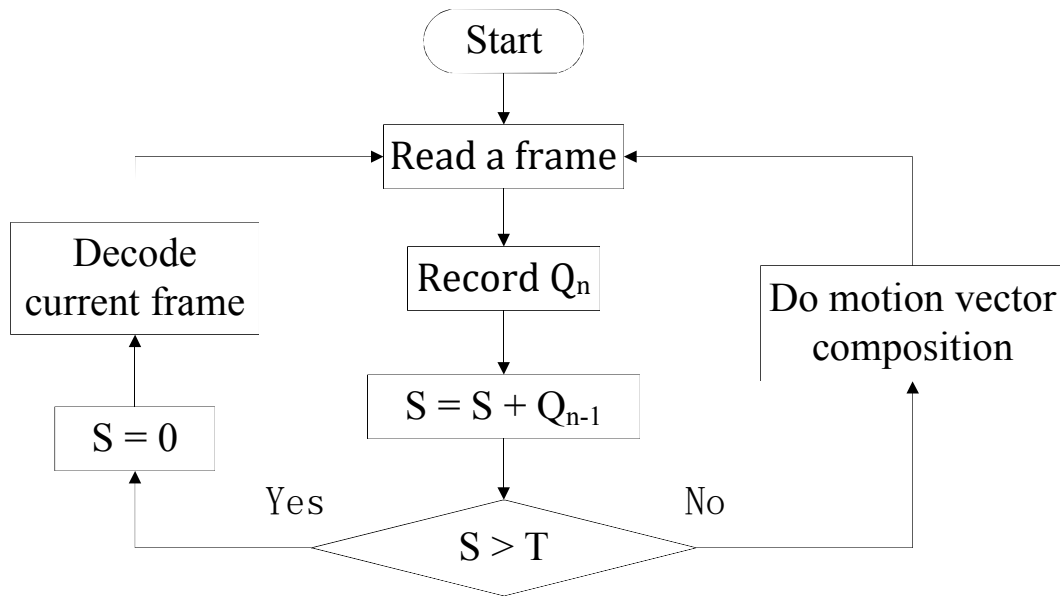 Start
Read a frame
Record Qₙ
S = S + Qₙ₋₁
S > T
Yes
No
S = 0
Decode
current frame
Do motion vector
composition